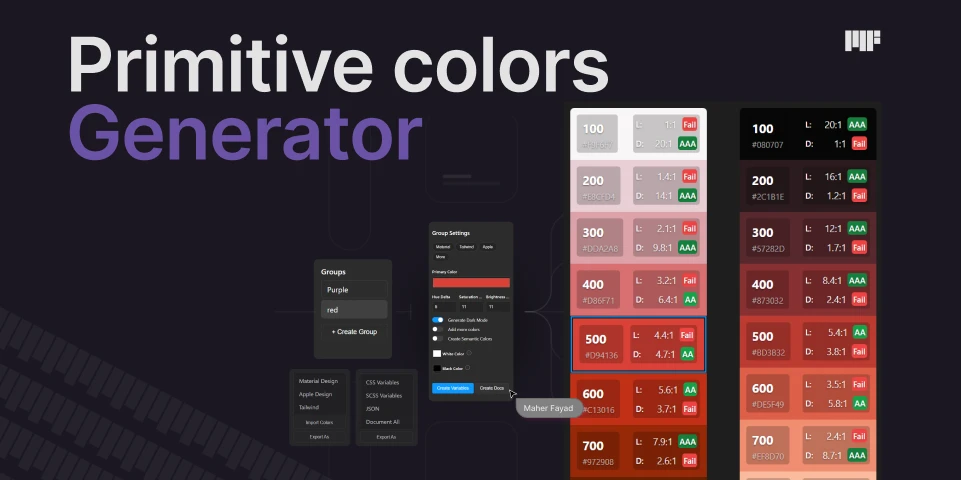 Primitive colors
Generator
Groups
Purple
red
+ Create Group
Material Design
Apple Design
Tailwind
Import Colors
Export As
CSS Variables
SCSS Variables
JSON
Document All
Export As
Group Settings
Material Tailwind Apply
More
Primary Color
Hue Delta Saturation ... Brightness...
11 11
Generate Dark Mode
Add more colors
Create Semantic Colors
White Color
Black Color
Create Variables Create Docs
Maher Fayad
100 L: 1:1 Fail
D: 20:1 AAA
200 L: 1.4:1 Fail
#E8CFD4 D: 14:1 AAA
300 L: 2.1:1 Fail
#D0A2A8 D: 9.8:1 AAA
400 L: 3.2:1 Fail
#D86F71 D: 6.4:1 AA
500 L: 4.4:1 Fail
#D94136 D: 4.7:1 AA
600 L: 5.6:1 AA
#C13016 D: 3.7:1 Fail
700 L: 7.9:1 AA
#972908 D: 2.6:1 Fail
100 L: 20:1 AAA
#080707 D: 1:1 Fail
200 L: 16:1 AAA
#2C1B1E D: 1.2:1 Fail
300 L: 12:1 AAA
#57282D D: 1.7:1 Fail
400 L: 8.4:1 AAA
#873032 D: 2.4:1 Fail
500 L: 5.4:1 AA
#BD3B32 D: 3.8:1 Fail
600 L: 3.5:1 Fail
#DE5F49 D: 5.8:1 AA
700 L: 2.4:1 Fail
#EF8D70 D: 8.7:1 AAA